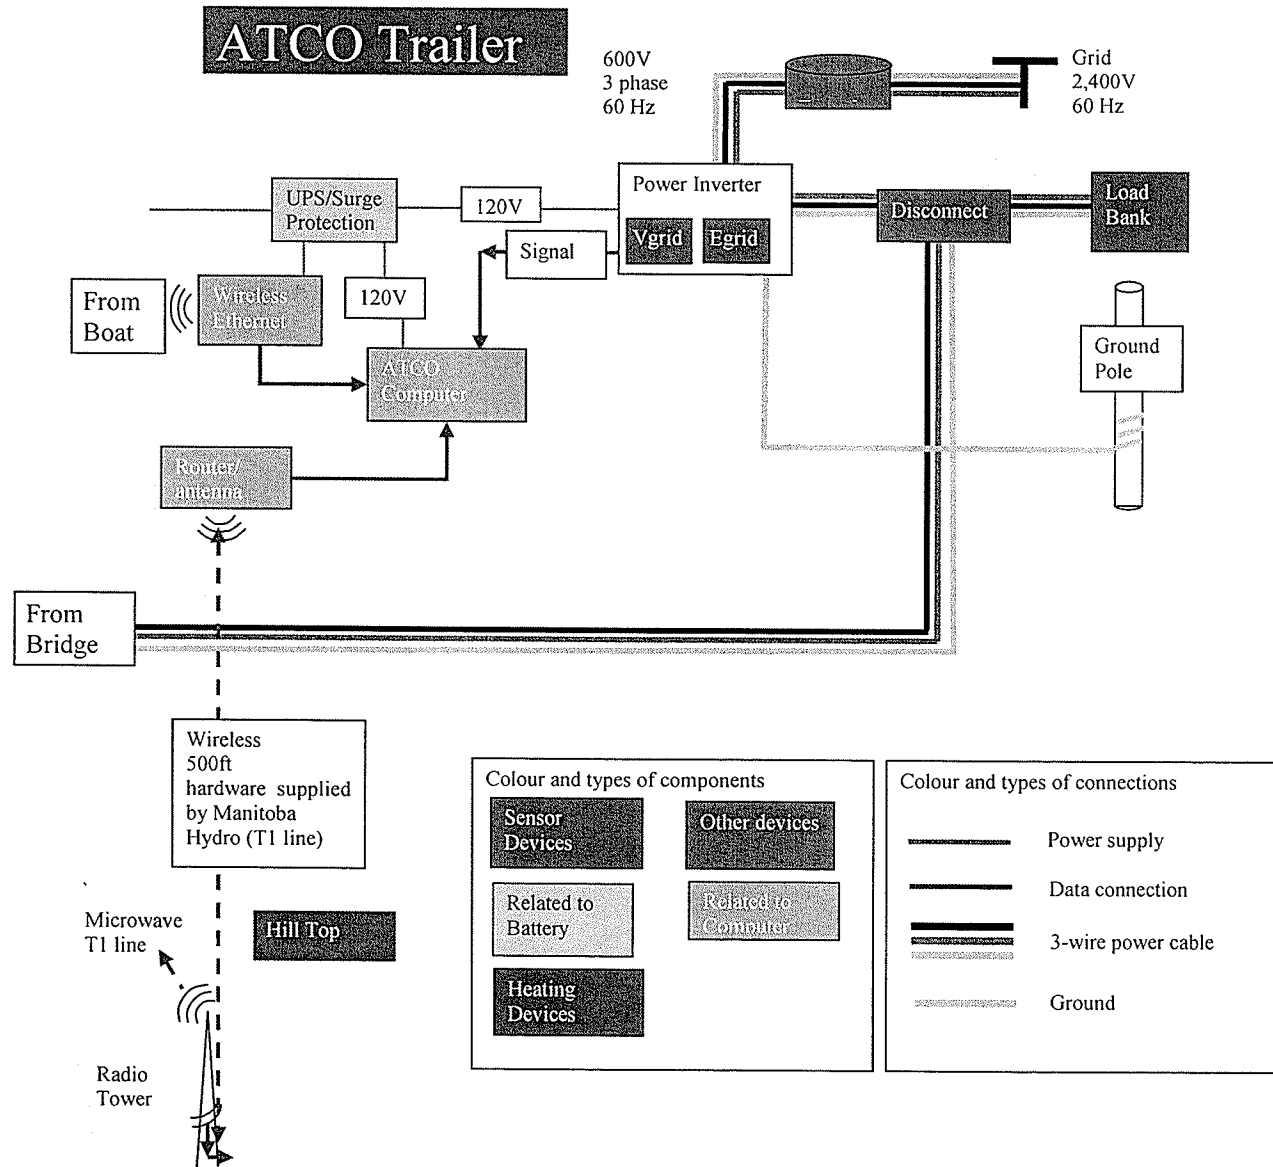 ATCO Trailer
600V
3 phase
60 Hz
Grid
2,400V
60 Hz
UPS/Surge
Protection
120V
Power Inverter
Vgrid
Egrid
Disconnect
Load
Bank
Signal
From
Boat
Wireless
Ethernet
120V
ATCO
Computer
Ground
Pole
Router/
antenna
From
Bridge
Wireless
500ft
hardware supplied
by Manitoba
Hydro (T1 line)
Microwave
T1 line
Hill Top
Radio
Tower
Colour and types of components
Sensor
Devices
Other devices
Related to
Battery
Related to
Computer
Heating
Devices
Colour and types of connections
Power supply
Data connection
3-wire power cable
Ground